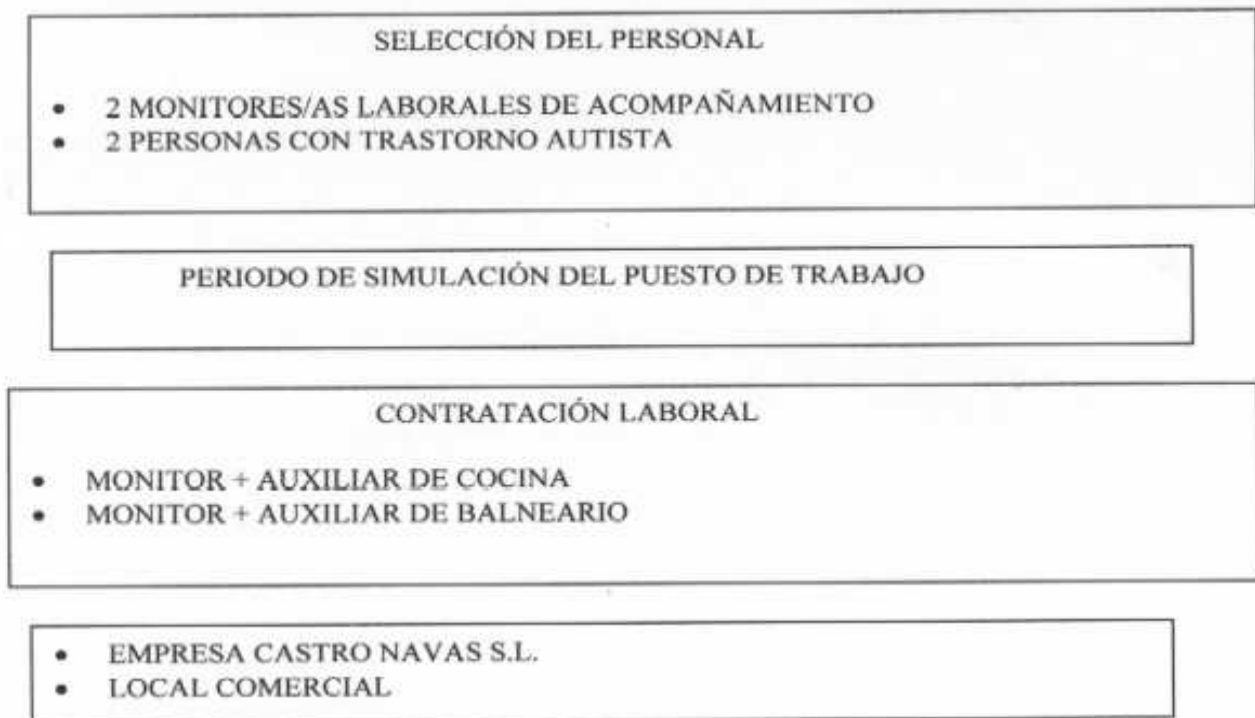 SELECCIÓN DEL PERSONAL
• 2 MONITORES/AS LABORALES DE ACOMPAÑAMIENTO
• 2 PERSONAS CON TRASTORNO AUTISTA
PERIODO DE SIMULACIÓN DEL PUESTO DE TRABAJO
CONTRATACIÓN LABORAL
• MONITOR + AUXILIAR DE COCINA
• MONITOR + AUXILIAR DE BALNEARIO
• EMPRESA CASTRO NAVAS S.L.
• LOCAL COMERCIAL